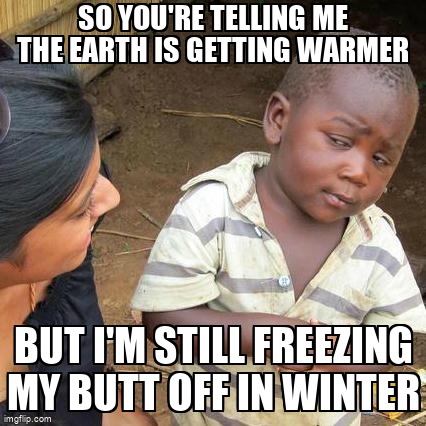 SO YOU'RE TELLING ME
THE EARTH IS GETTING WARMER
BUT I'M STILL FREEZING
MY BUTT OFF IN WINTER
imgflip.com